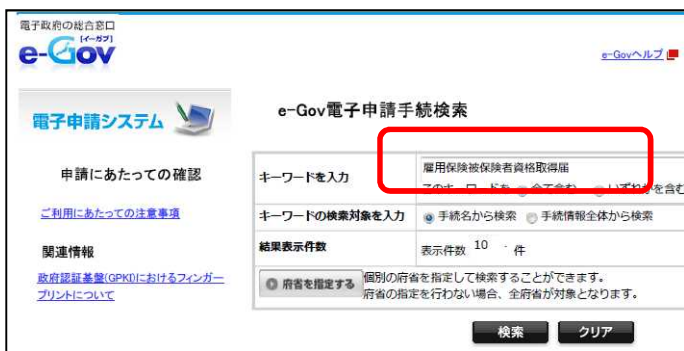 電子政府の総合窓口
[イーガブ]
e-Gov
e-Govヘルプ
電子申請システム
e-Gov電子申請手続検索
申請にあたっての確認
キーワードを入力
雇用保険被保険者資格取得届
このキーワードを 全て含む いずれかを含む
ご利用にあたっての注意事項
キーワードの検索対象を入力
手続名から検索 手続情報全体から検索
関連情報
結果表示件数
表示件数 10 件
政府認証基盤(GPKI)におけるフィンガー
プリントについて
府省を指定する
個別の府省を指定して検索することができます。
府省の指定を行わない場合、全府省が対象となります。
検索 クリア